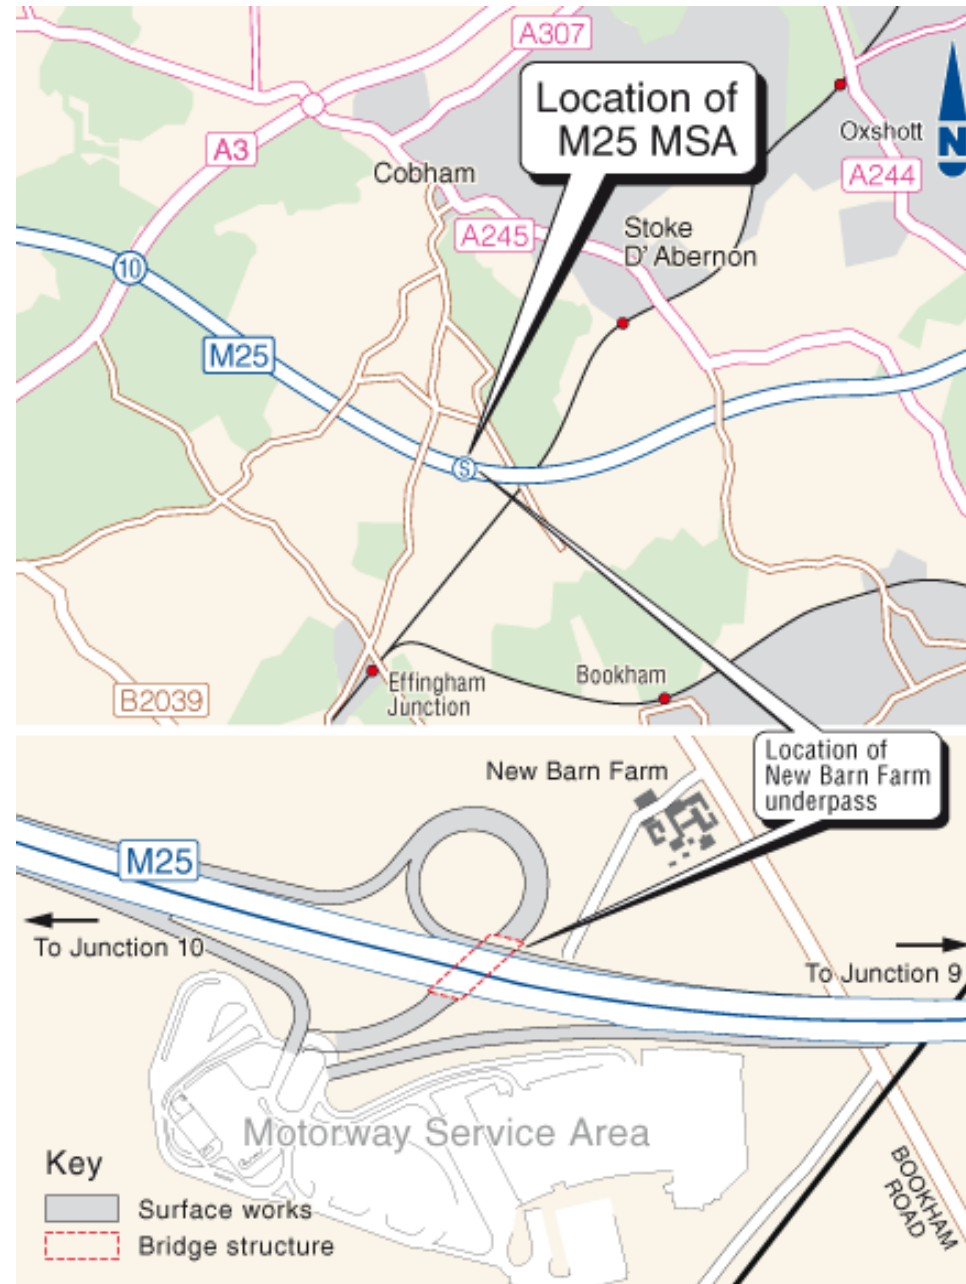 A307
Location of
M25 MSA
Oxshott
N
A3
Cobham
A244
A245
Stoke
D' Abernon
10
M25
S
B2039
Effingham
Junction
Bookham
Location of
New Barn Farm
underpass
New Barn Farm
M25
To Junction 10
To Junction 9
Motorway Service Area
Key
Surface works
Bridge structure
BOOKHAM
ROAD